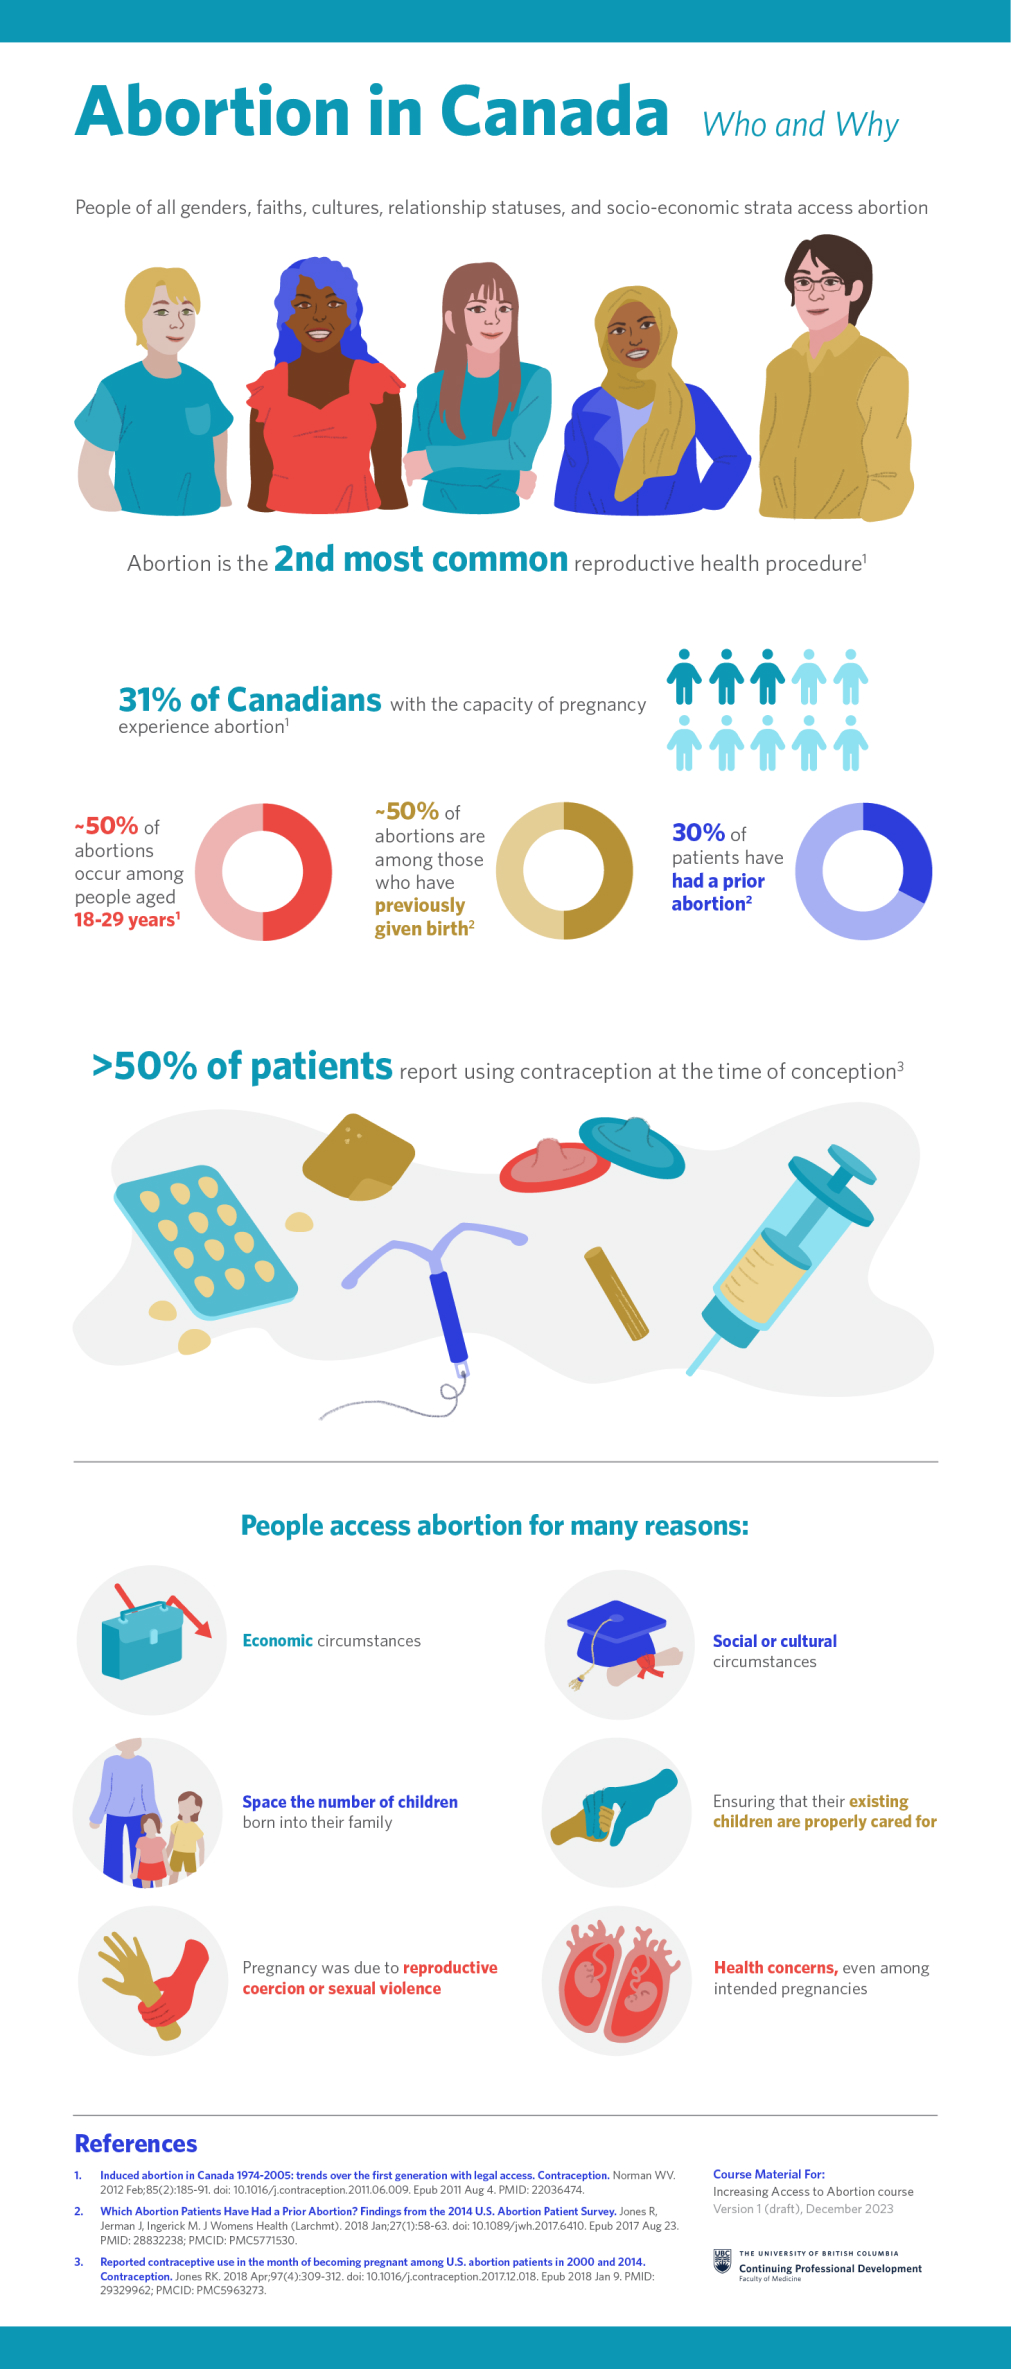 Abortion in Canada Who and Why
People of all genders, faiths, cultures, relationship statuses, and socio-economic strata access abortion
Abortion is the 2nd most common reproductive health procedure¹
31% of Canadians with the capacity of pregnancy
experience abortion¹
~50% of
abortions
occur among
people aged
18-29 years¹
~50% of
abortions are
among those
who have
previously
given birth²
30% of
patients have
had a prior
abortion²
>50% of patients report using contraception at the time of conception³
People access abortion for many reasons:
Economic circumstances
Social or cultural
circumstances
Space the number of children
born into their family
Ensuring that their existing
children are properly cared for
Pregnancy was due to reproductive
coercion or sexual violence
Health concerns, even among
intended pregnancies
References
1. Induced abortion in Canada 1974-2005: trends over the first generation with legal access. Contraception. Norman WV.
2012 Feb;85(2):185-91. doi: 10.1016/j.contraception.2011.06.009. Epub 2011 Aug 4. PMID: 22036474.
2. Which Abortion Patients Have Had a Prior Abortion? Findings from the 2014 U.S. Abortion Patient Survey. Jones R,
Jerman J, Ingerick M. J Womens Health (Larchmt). 2018 Jan;27(1):58-63. doi: 10.1089/jwh.2017.6410. Epub 2017 Aug 23.
PMID: 28832238; PMCID: PMC5771530.
3. Reported contraceptive use in the month of becoming pregnant among U.S. abortion patients in 2000 and 2014.
Contraception. Jones RK. 2018 Apr;97(4):309-312. doi: 10.1016/j.contraception.2017.12.018. Epub 2018 Jan 9. PMID:
29329962; PMCID: PMC5963273.
Course Material For:
Increasing Access to Abortion course
Version 1 (draft), December 2023
UBC
THE UNIVERSITY OF BRITISH COLUMBIA
Continuing Professional Development
Faculty of Medicine